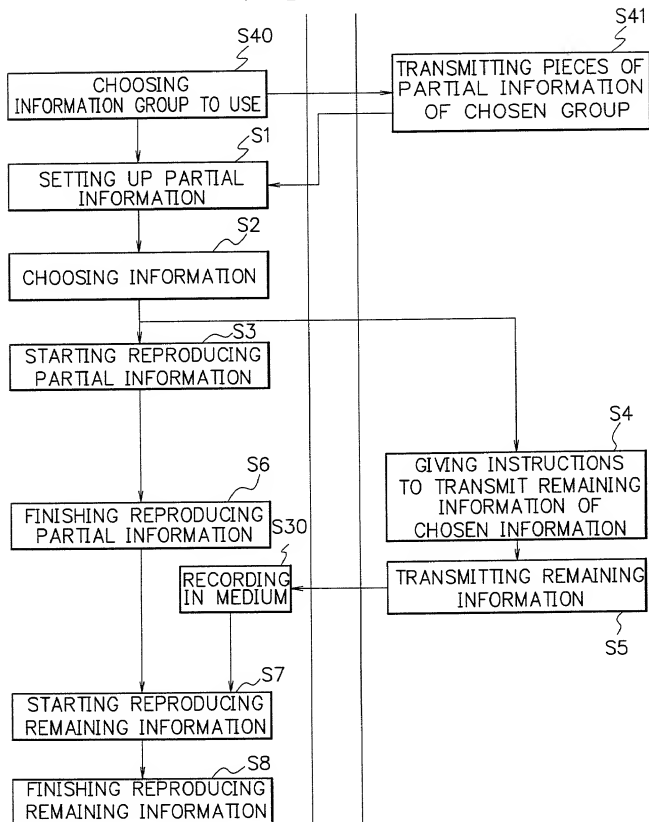 S40
CHOOSING
INFORMATION GROUP TO USE
S41
TRANSMITTING PIECES OF
PARTIAL INFORMATION
OF CHOSEN GROUP
S1
SETTING UP PARTIAL
INFORMATION
S2
CHOOSING INFORMATION
S3
STARTING REPRODUCING
PARTIAL INFORMATION
S4
GIVING INSTRUCTIONS
TO TRANSMIT REMAINING
INFORMATION OF
CHOSEN INFORMATION
S6
FINISHING REPRODUCING
PARTIAL INFORMATION
S30
RECORDING
IN MEDIUM
TRANSMITTING REMAINING
INFORMATION
S5
S7
STARTING REPRODUCING
REMAINING INFORMATION
S8
FINISHING REPRODUCING
REMAINING INFORMATION